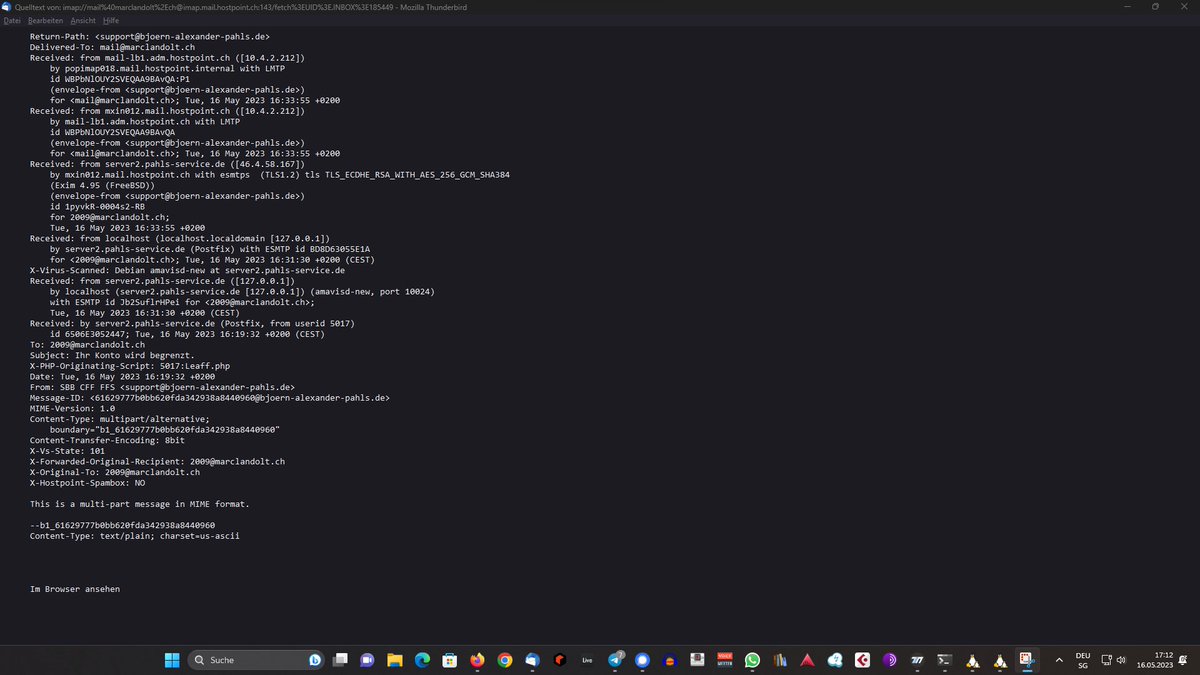 Quelltext von: imap://mail%40marclandolt%2Ech@imap.mail.hostpoint.ch:143/fetch%3EUID%3E.INBOX%3E185449 - Mozilla Thunderbird
Datei Bearbeiten Ansicht Hilfe
Return-Path: <support@bjoern-alexander-pahls.de>
Delivered-To: mail@marclandolt.ch
Received: from mail-lb1.adm.hostpoint.ch ([10.4.2.212])
by popimap018.mail.hostpoint.internal with LMTP
id WBPbNlOUY2SVEQAA9BAvQA:P1
(envelope-from <support@bjoern-alexander-pahls.de>)
for <mail@marclandolt.ch>; Tue, 16 May 2023 16:33:55 +0200
Received: from mxin012.mail.hostpoint.ch ([10.4.2.212])
by mail-lb1.adm.hostpoint.ch with LMTP
id WBPbNlOUY2SVEQAA9BAvQA
(envelope-from <support@bjoern-alexander-pahls.de>)
for <mail@marclandolt.ch>; Tue, 16 May 2023 16:33:55 +0200
Received: from server2.pahls-service.de ([46.4.58.167])
by mxin012.mail.hostpoint.ch with esmtps  (TLS1.2) tls TLS_ECDHE_RSA_WITH_AES_256_GCM_SHA384
(Exim 4.95 (FreeBSD))
(envelope-from <support@bjoern-alexander-pahls.de>)
id 1pyvkR-0004s2-RB
for 2009@marclandolt.ch;
Tue, 16 May 2023 16:33:55 +0200
Received: from localhost (localhost.localdomain [127.0.0.1])
by server2.pahls-service.de (Postfix) with ESMTP id BD8D63055E1A
for <2009@marclandolt.ch>; Tue, 16 May 2023 16:31:30 +0200 (CEST)
X-Virus-Scanned: Debian amavisd-new at server2.pahls-service.de
Received: from server2.pahls-service.de ([127.0.0.1])
by localhost (server2.pahls-service.de [127.0.0.1]) (amavisd-new, port 10024)
with ESMTP id Jb2SuflrHPei for <2009@marclandolt.ch>;
Tue, 16 May 2023 16:31:30 +0200 (CEST)
Received: by server2.pahls-service.de (Postfix, from userid 5017)
id 6506E3052447; Tue, 16 May 2023 16:19:32 +0200 (CEST)
To: 2009@marclandolt.ch
Subject: Ihr Konto wird begrenzt.
X-PHP-Originating-Script: 5017:Leaff.php
Date: Tue, 16 May 2023 16:19:32 +0200
From: SBB CFF FFS <support@bjoern-alexander-pahls.de>
Message-ID: <61629777b0bb620fda342938a8440960@bjoern-alexander-pahls.de>
MIME-Version: 1.0
Content-Type: multipart/alternative;
boundary="b1_61629777b0bb620fda342938a8440960"
Content-Transfer-Encoding: 8bit
X-Vs-State: 101
X-Forwarded-Original-Recipient: 2009@marclandolt.ch
X-Original-To: 2009@marclandolt.ch
X-Hostpoint-Spambox: NO
This is a multi-part message in MIME format.
--b1_61629777b0bb620fda342938a8440960
Content-Type: text/plain; charset=us-ascii
Im Browser ansehen
Suche
Live
7
DEU
SG
17:12
16.05.2023